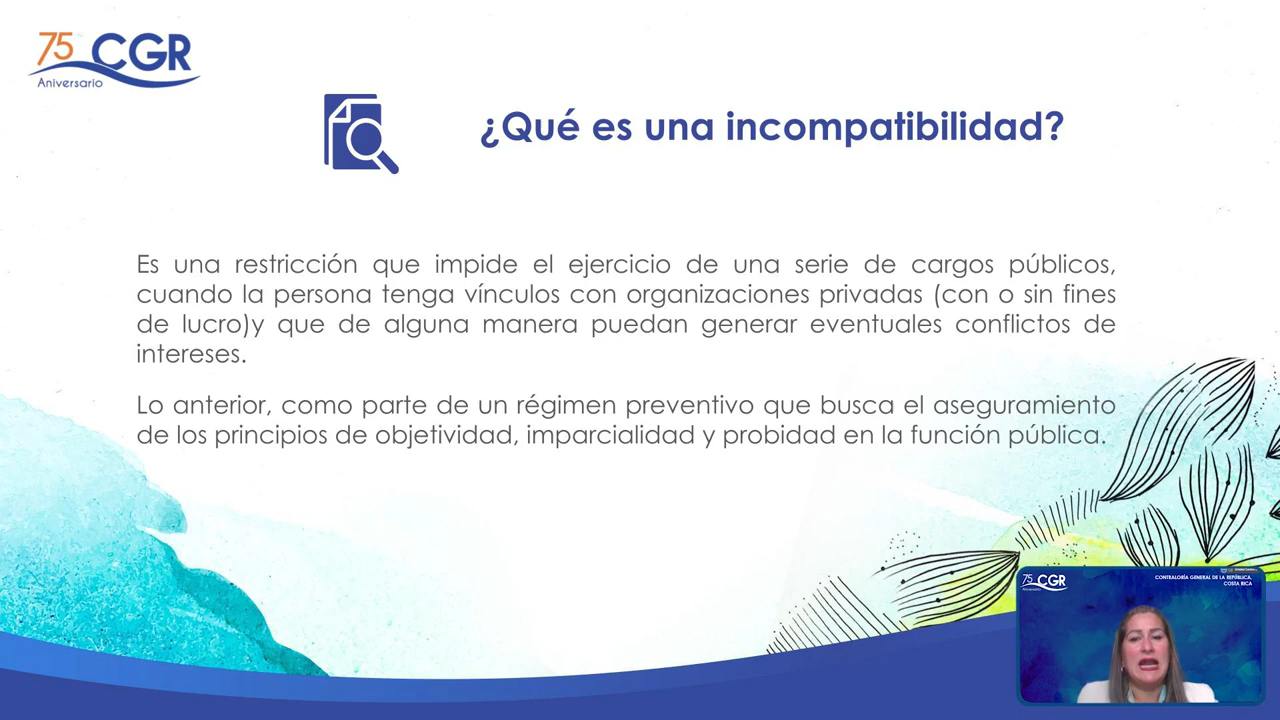 75 CGR
Aniversario
¿Qué es una incompatibilidad?
Es una restricción que impide el ejercicio de una serie de cargos públicos,
cuando la persona tenga vínculos con organizaciones privadas (con o sin fines
de lucro)y que de alguna manera puedan generar eventuales conflictos de
intereses.
Lo anterior, como parte de un régimen preventivo que busca el aseguramiento
de los principios de objetividad, imparcialidad y probidad en la función pública.
75 CGR
Aniversario
CONTRALORÍA GENERAL DE LA REPÚBLICA,
COSTA RICA